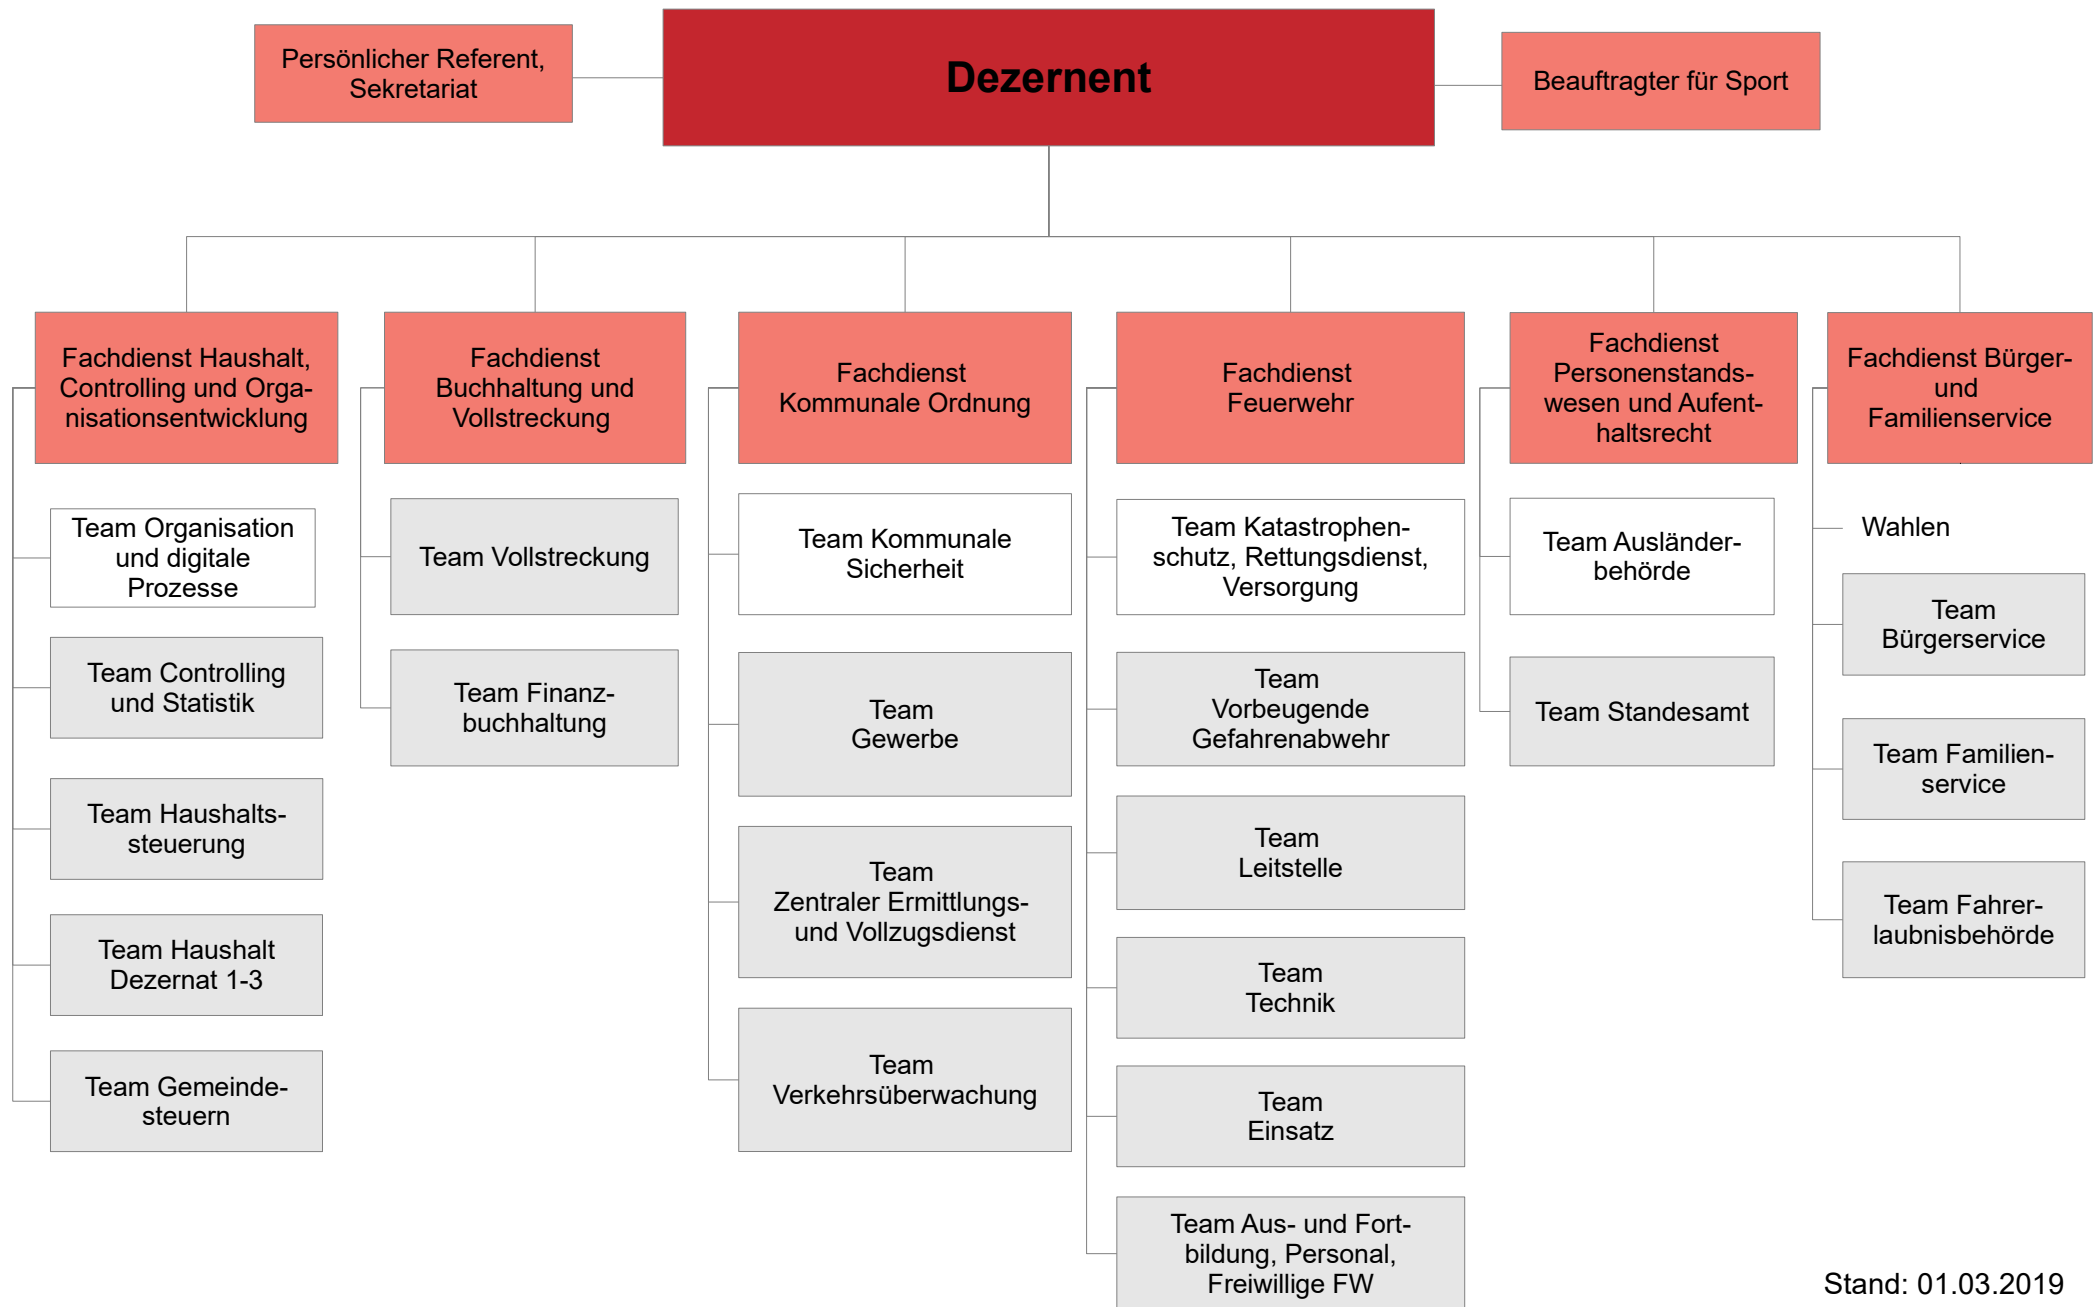 Persönlicher Referent,
Sekretariat
Dezernent
Beauftragter für Sport
Fachdienst Haushalt,
Controlling und Orga-
nisationsentwicklung
Team Organisation
und digitale
Prozesse
Team Controlling
und Statistik
Team Haushalts-
steuerung
Team Haushalt
Dezernat 1-3
Team Gemeinde-
steuern
Fachdienst
Buchhaltung und
Vollstreckung
Team Vollstreckung
Team Finanz-
buchhaltung
Fachdienst
Kommunale Ordnung
Team Kommunale
Sicherheit
Team
Gewerbe
Team
Zentraler Ermittlungs-
und Vollzugsdienst
Team
Verkehrsüberwachung
Fachdienst
Feuerwehr
Team Katastrophen-
schutz, Rettungsdienst,
Versorgung
Team
Vorbeugende
Gefahrenabwehr
Team
Leitstelle
Team
Technik
Team
Einsatz
Team Aus- und Fort-
bildung, Personal,
Freiwillige FW
Fachdienst
Personenstands-
wesen und Aufent-
haltsrecht
Team Ausländer-
behörde
Team Standesamt
Fachdienst Bürger-
und
Familienservice
Wahlen
Team
Bürgerservice
Team Familien-
service
Team Fahrer-
laubnisbehörde
Stand: 01.03.2019